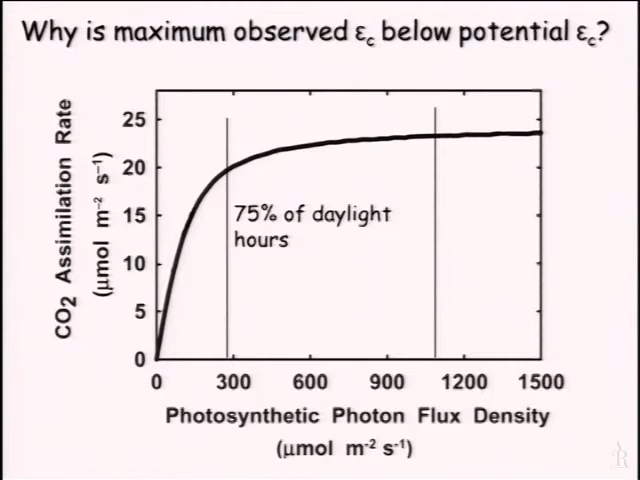 Why is maximum observed εc below potential εc?
CO2 Assimilation Rate
(μmol m-2 s-1)
25
20
15
10
5
0
75% of daylight
hours
0 300 600 900 1200 1500
Photosynthetic Photon Flux Density
(μmol m-2 s-1)
R